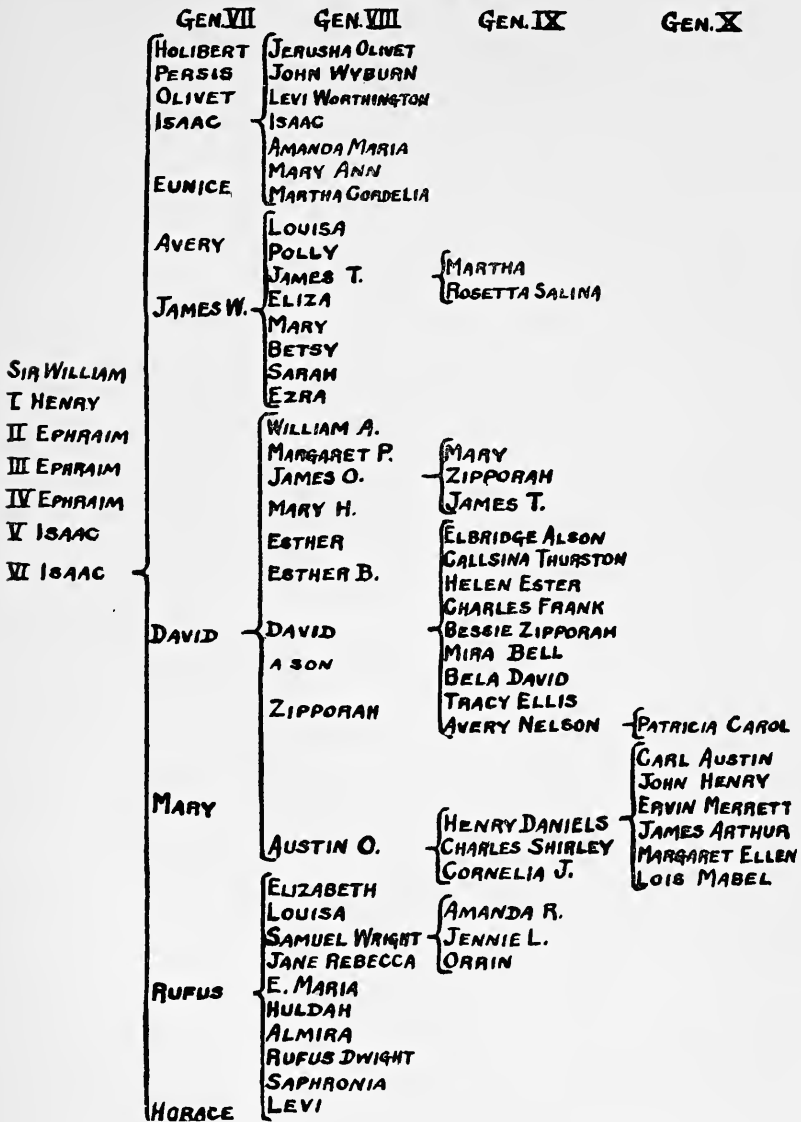 GEN. VII GEN. VIII GEN. IX GEN. X
HOLIBERT
PERSIS
OLIVET
ISAAC
EUNICE
AVERY
JAMES W.
SIR WILLIAM
I HENRY
II EPHRAIM
III EPHRAIM
IV EPHRAIM
V ISAAC
VI ISAAC
DAVID
MARY
RUFUS
HORACE
JERUSHA OLIVET
JOHN WYBURN
LEVI WORTHINGTON
ISAAC
AMANDA MARIA
MARY ANN
MARTHA CORDELIA
LOUISA
POLLY
JAMES T.
ELIZA
MARY
BETSY
SARAH
EZRA
MARTHA
ROSETTA SALINA
WILLIAM A.
MARGARET P.
JAMES O.
MARY H.
ESTHER
ESTHER B.
DAVID
A SON
ZIPPORAH
AUSTIN O.
MARY
ZIPPORAH
JAMES T.
ELBRIDGE ALSON
CALLSINA THURSTON
HELEN ESTER
CHARLES FRANK
BESSIE ZIPPORAH
MIRA BELL
BELA DAVID
TRACY ELLIS
AVERY NELSON
PATRICIA CAROL
HENRY DANIELS
CHARLES SHIRLEY
CORNELIA J.
CARL AUSTIN
JOHN HENRY
ERVIN MERRETT
JAMES ARTHUR
MARGARET ELLEN
LOIS MABEL
ELIZABETH
LOUISA
SAMUEL WRIGHT
JANE REBECCA
E. MARIA
HULDAH
ALMIRA
RUFUS DWIGHT
SAPHRONIA
LEVI
AMANDA R.
JENNIE L.
ORRIN